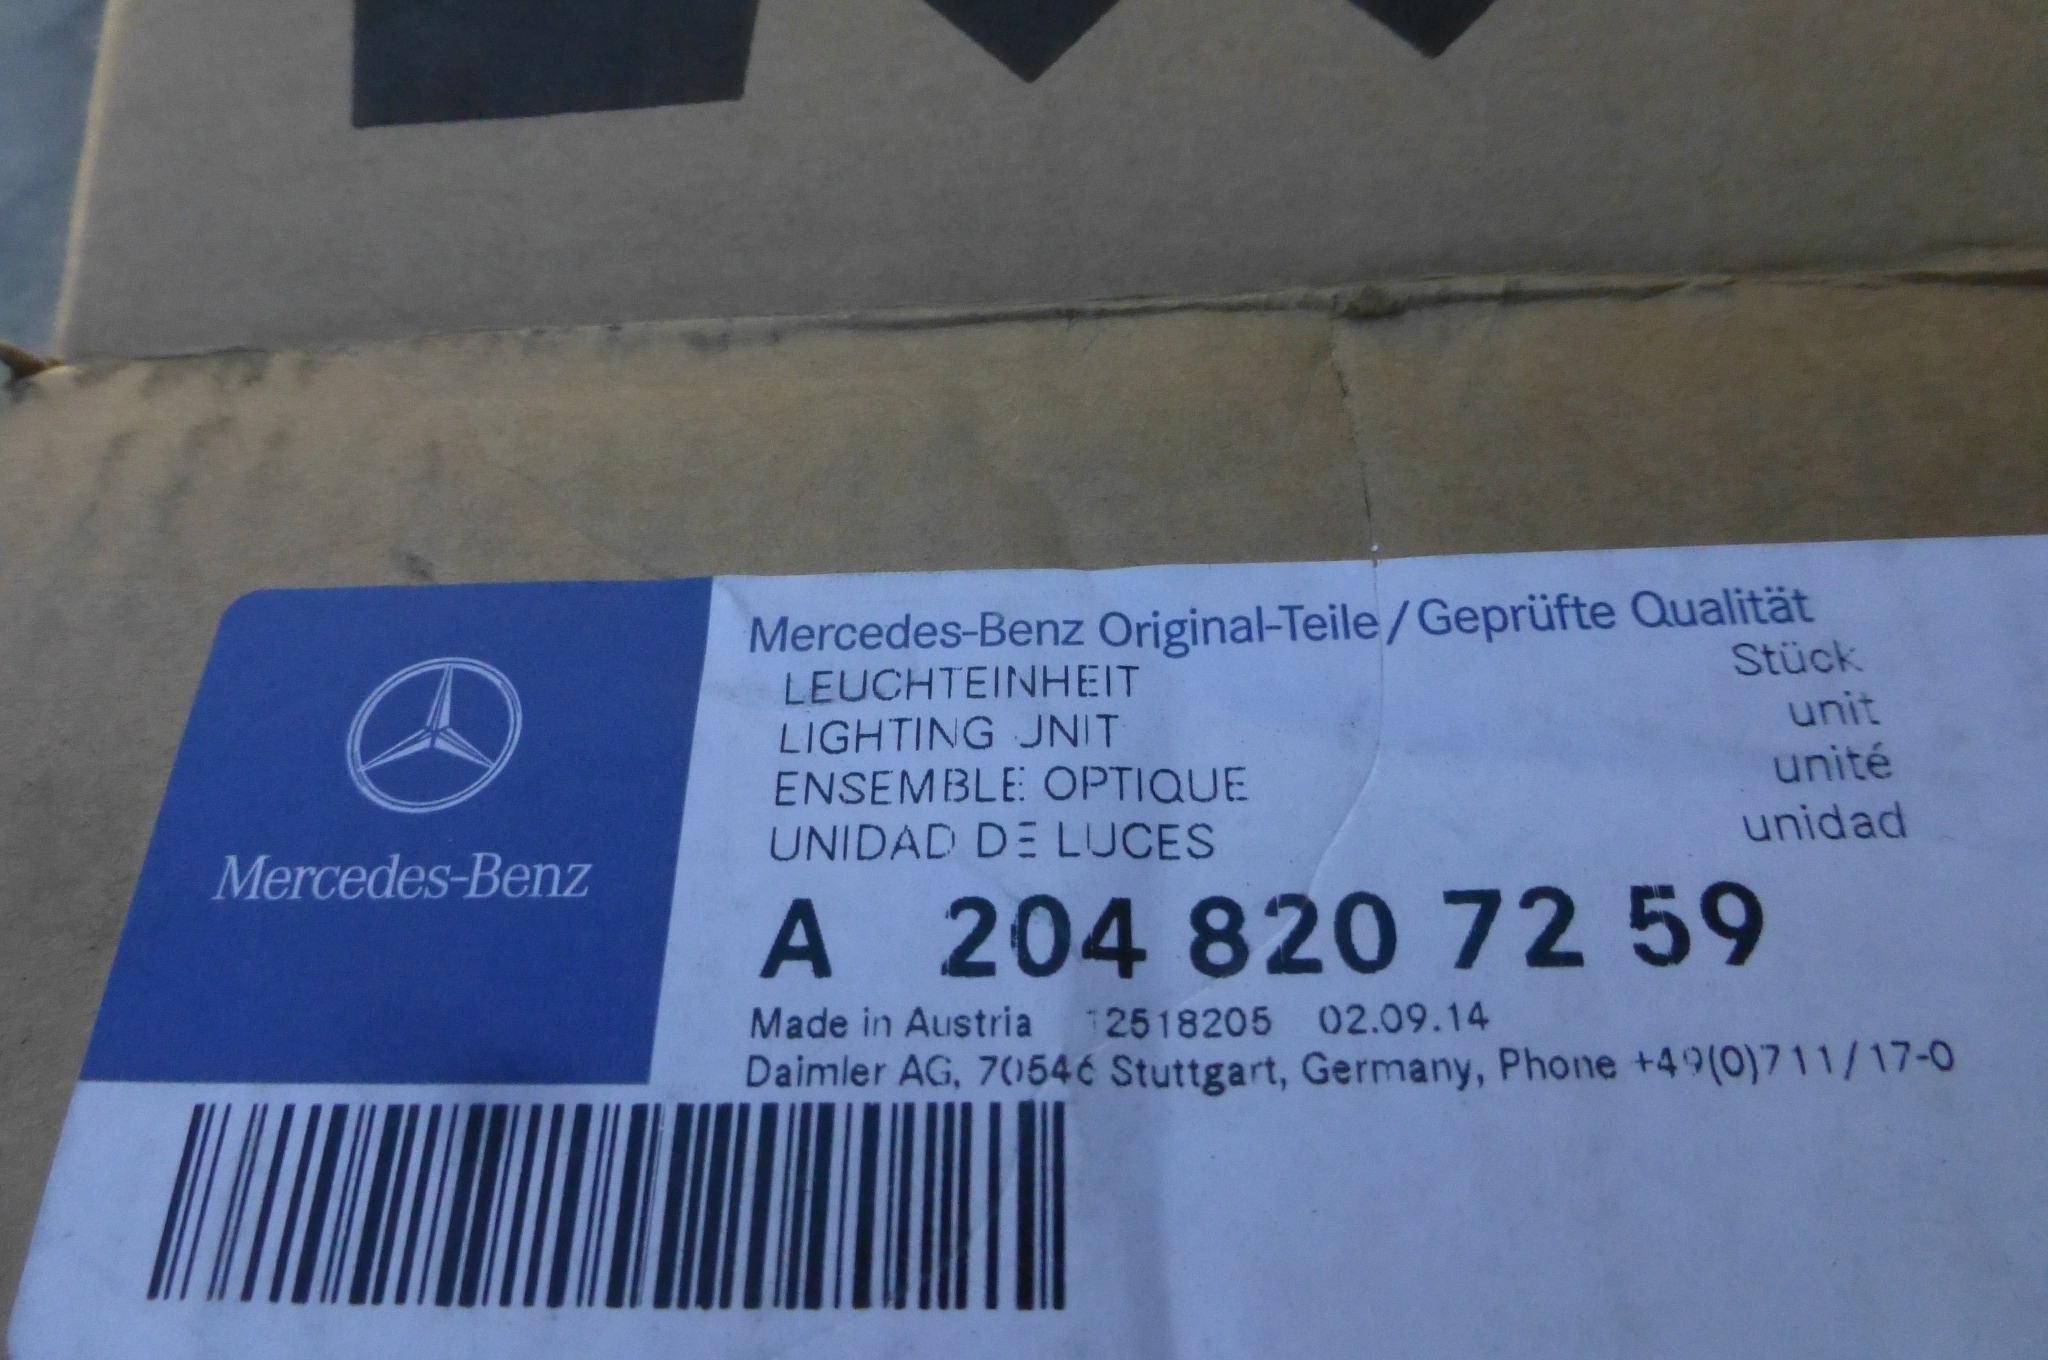 Mercedes-Benz
Mercedes-Benz Original-Teile/Geprüfte Qualität
LEUCHTEINHEIT Stück
LIGHTING UNIT unit
ENSEMBLE OPTIQUE unité
UNIDAD DE LUCES unidad
A 204 820 72 59
Made in Austria 12518205 02.09.14
Daimler AG, 70546 Stuttgart, Germany, Phone +49(0)711/17-0